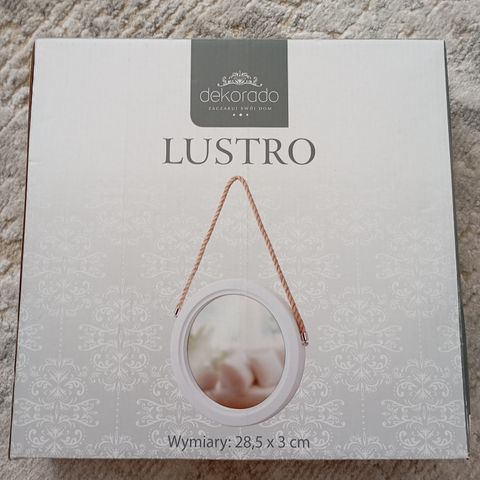 dekorado
ZACZARUJ SWÓJ DOM
LUSTRO
Wymiary: 28,5 x 3 cm